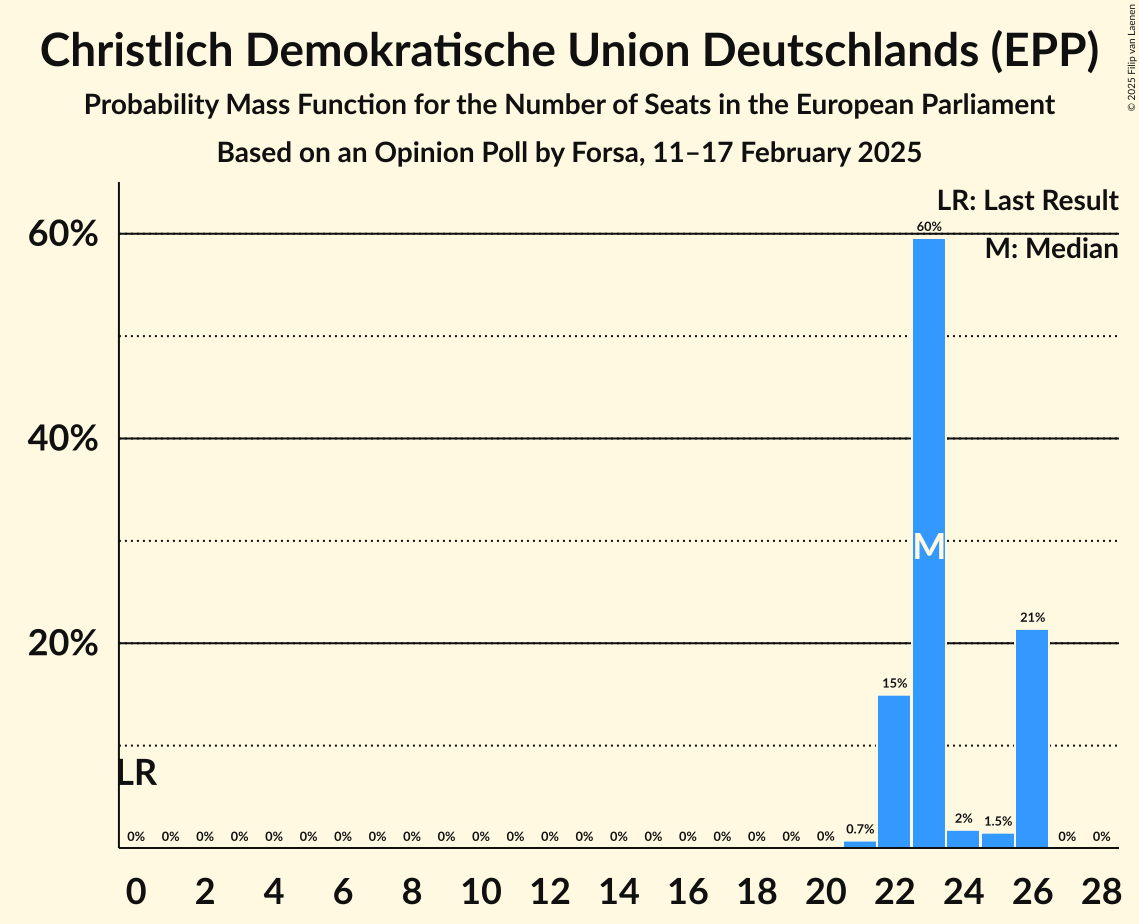 Christlich Demokratische Union Deutschlands (EPP)
Probability Mass Function for the Number of Seats in the European Parliament
Based on an Opinion Poll by Forsa, 11–17 February 2025
© 2025 Filip van Laenen
LR: Last Result
M: Median
60%
40%
20%
LR
M
0% 0% 0% 0% 0% 0% 0% 0% 0% 0% 0% 0% 0% 0% 0% 0% 0% 0% 0% 0% 0% 0.7% 15% 60% 2% 1.5% 21% 0% 0%
0 2 4 6 8 10 12 14 16 18 20 22 24 26 28